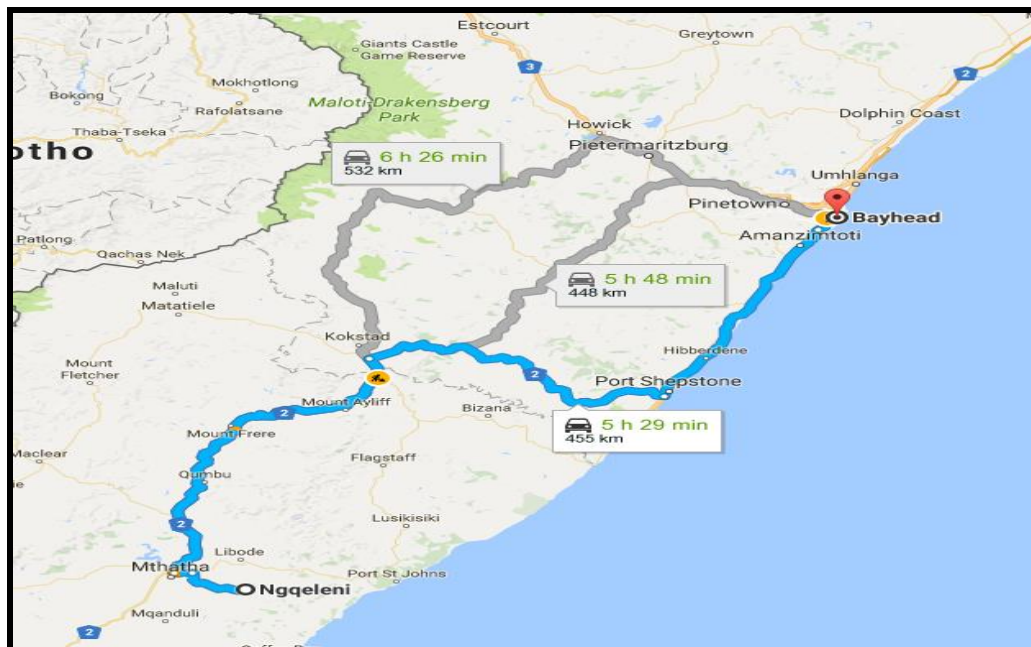 Estcourt
Greytown
Giants Castle
Game Reserve
3
2
Mokhotlong
Bokong
Rafolatsane
Maloti-Drakensberg
Park
Dolphin Coast
Thaba-Tseka
Howick
otho
Pietermaritzburg
6 h 26 min
532 km
Umhlanga
Pinetown
Bayhead
Patlong
Amanzimtoti
Qachas Nek
5 h 48 min
448 km
Maluti
Matatiele
Kokstad
Hibberdene
Mount
Fletcher
2
Port Shepstone
Mount Ayliff
Bizana
2
5 h 29 min
455 km
Mount Frere
Maclear
Flagstaff
Qumbu
ie
2
Lusikisiki
Libode
Mthatha
Port St Johns
Ngqeleni
Mqanduli
2